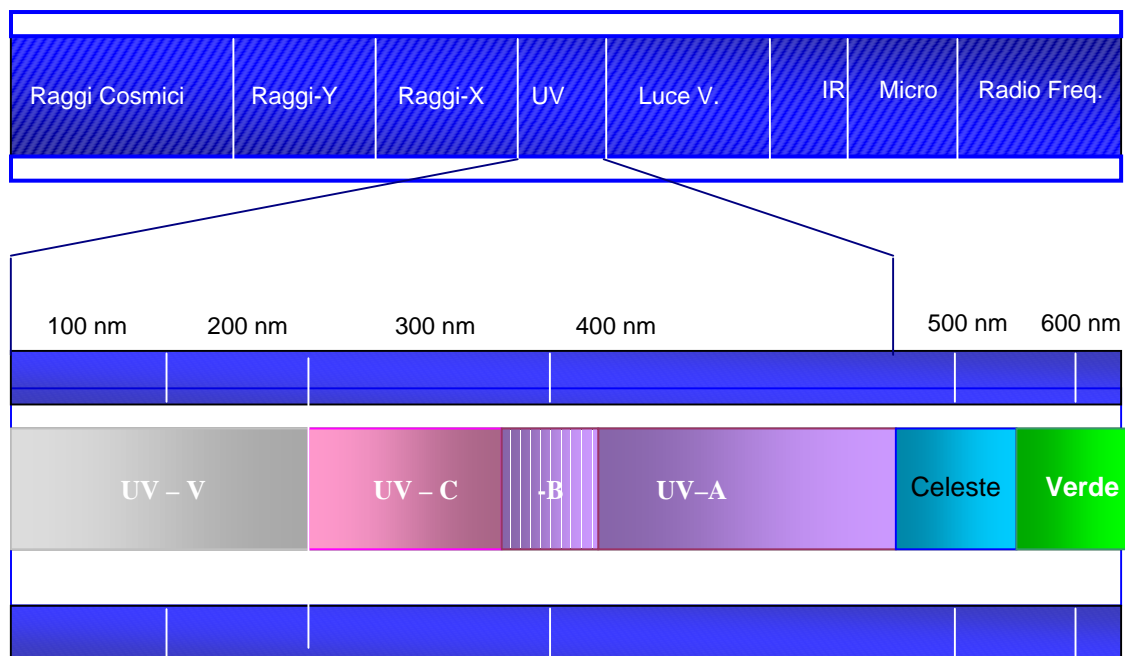 Raggi Cosmici Raggi-Y Raggi-X UV Luce V. IR Micro Radio Freq.
100 nm 200 nm 300 nm 400 nm 500 nm 600 nm
UV – V UV – C -B UV–A Celeste Verde